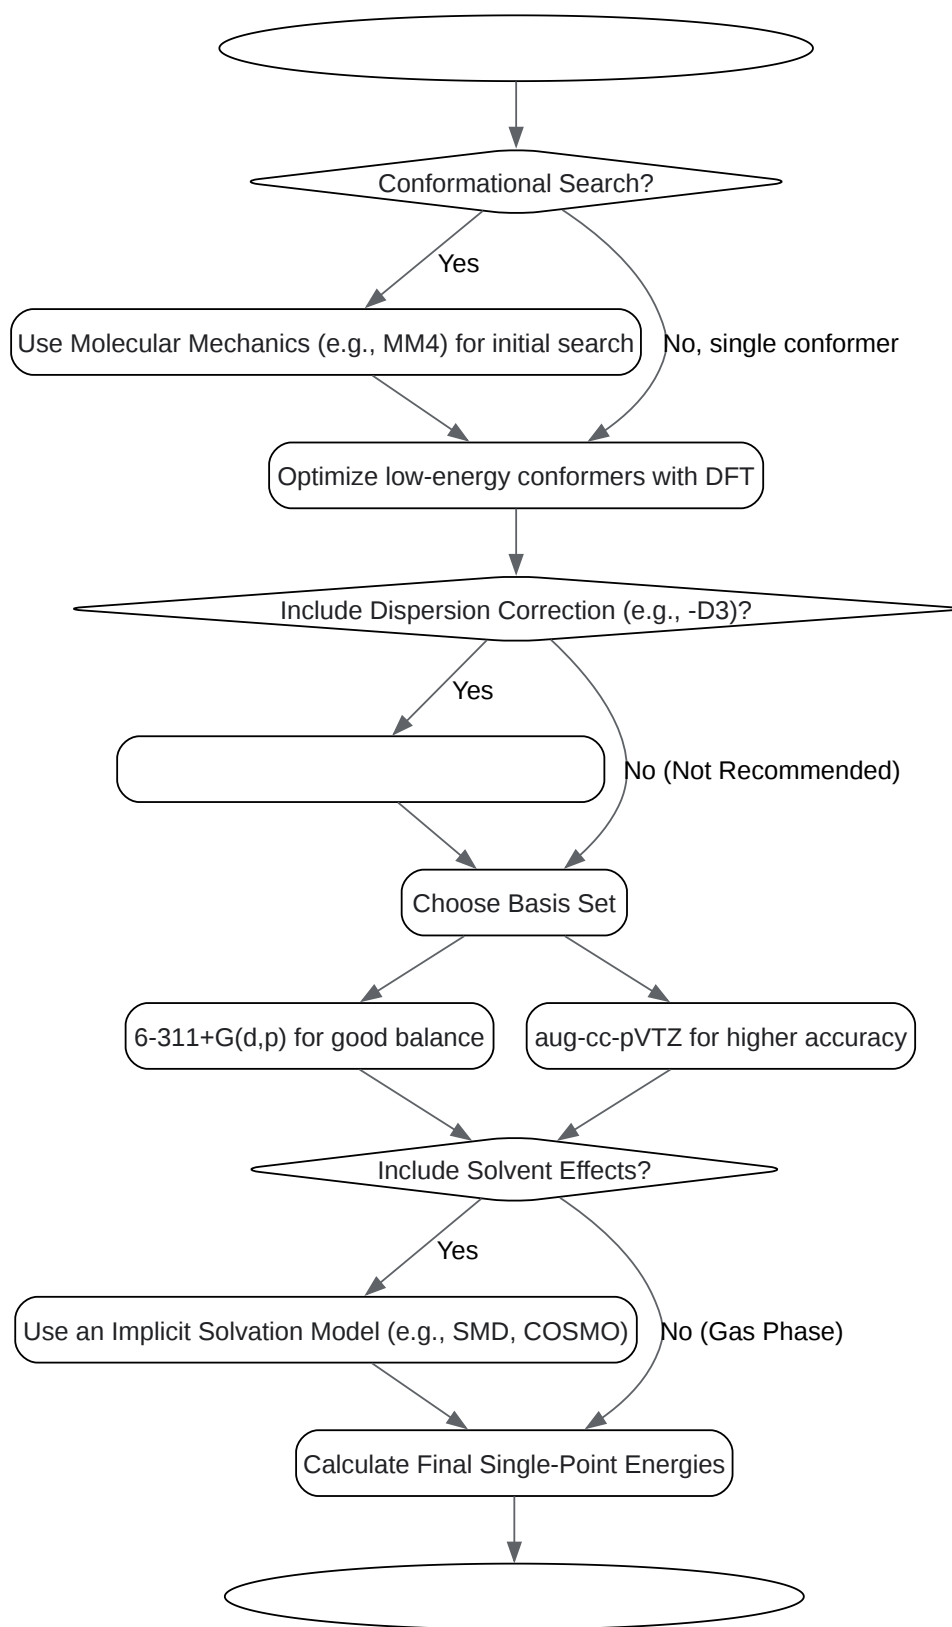 Conformational Search?
Yes
Use Molecular Mechanics (e.g., MM4) for initial search
No, single conformer
Optimize low-energy conformers with DFT
Include Dispersion Correction (e.g., -D3)?
Yes
No (Not Recommended)
Choose Basis Set
6-311+G(d,p) for good balance
aug-cc-pVTZ for higher accuracy
Include Solvent Effects?
Yes
Use an Implicit Solvation Model (e.g., SMD, COSMO)
No (Gas Phase)
Calculate Final Single-Point Energies